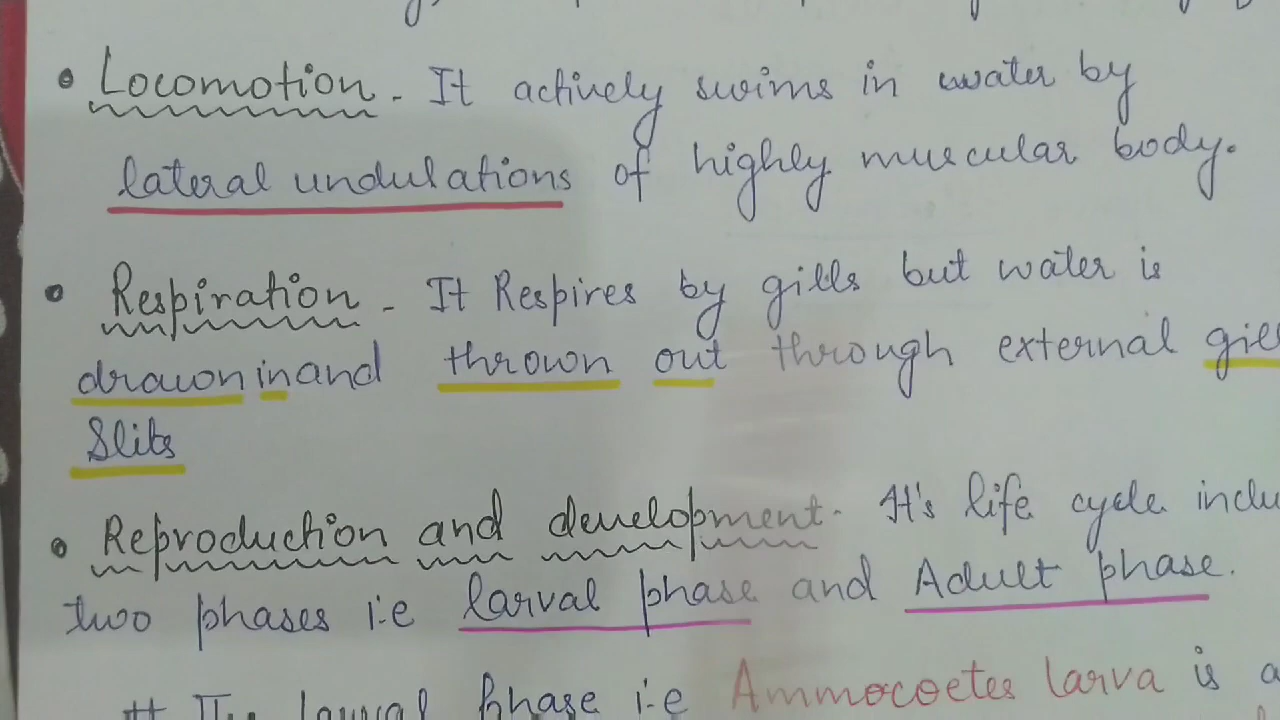 • Locomotion - It actively swims in water by
lateral undulations of highly muscular body.
• Respiration - It Respires by gills but water is
drawn in and thrown out through external gill
Slits
• Reproduction and development. It's life cycle inclu
two phases i.e larval phase and Adult phase.
# The larval phase i.e Ammocoetes larva is a